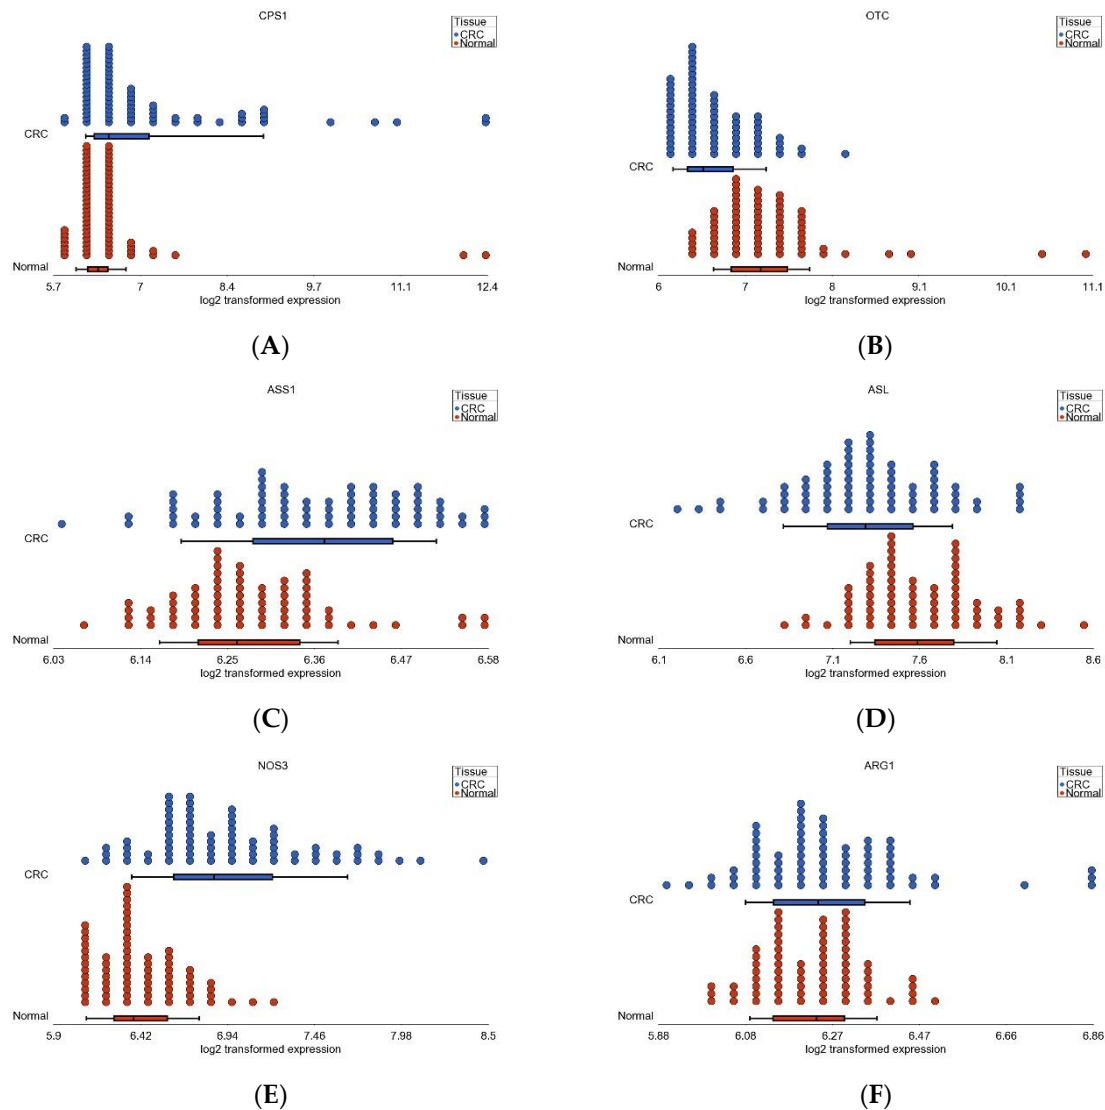 CPS1
Tissue
CRC
Normal
CRC
Normal
5.7 7 8.4 9.7 11.1 12.4
log2 transformed expression
(A)
OTC
Tissue
CRC
Normal
CRC
Normal
6 7 8 9.1 10.1 11.1
log2 transformed expression
(B)
ASS1
Tissue
CRC
Normal
CRC
Normal
6.03 6.14 6.25 6.36 6.47 6.58
log2 transformed expression
(C)
ASL
Tissue
CRC
Normal
CRC
Normal
6.1 6.6 7.1 7.6 8.1 8.6
log2 transformed expression
(D)
NOS3
Tissue
CRC
Normal
CRC
Normal
5.9 6.42 6.94 7.46 7.98 8.5
log2 transformed expression
(E)
ARG1
Tissue
CRC
Normal
CRC
Normal
5.88 6.08 6.27 6.47 6.66 6.86
log2 transformed expression
(F)